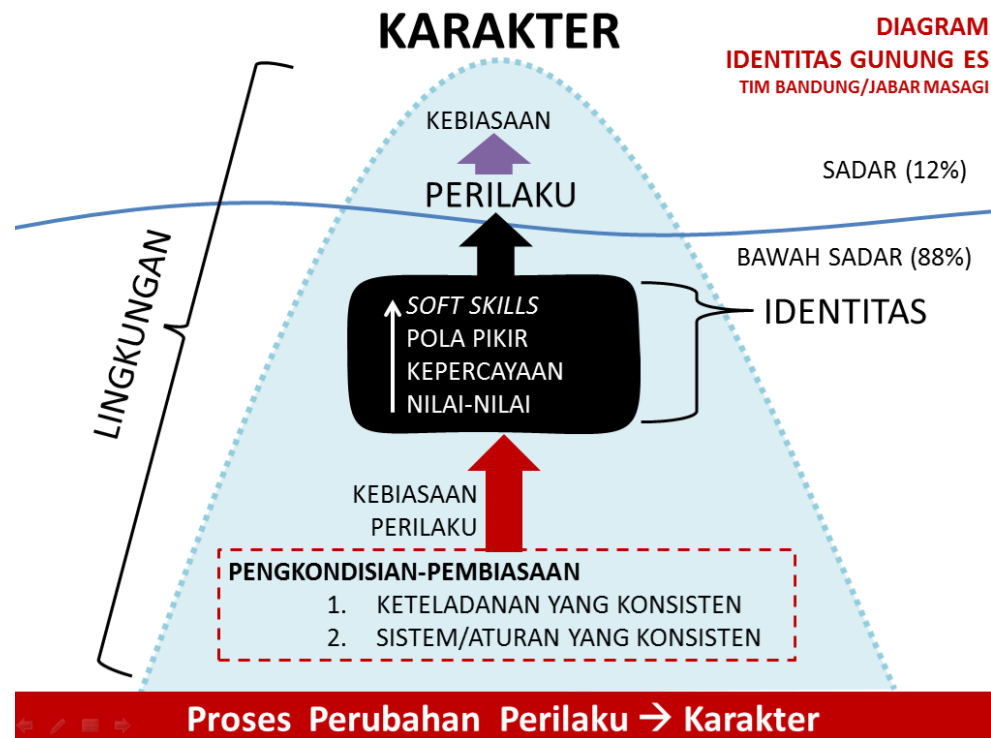 KARAKTER
DIAGRAM
IDENTITAS GUNUNG ES
TIM BANDUNG/JABAR MASAGI
KEBIASAAN
SADAR (12%)
PERILAKU
BAWAH SADAR (88%)
LINGKUNGAN
SOFT SKILLS
POLA PIKIR
KEPERCAYAAN
NILAI-NILAI
IDENTITAS
KEBIASAAN
PERILAKU
PENGKONDISIAN-PEMBIASAAN
1. KETELADANAN YANG KONSISTEN
2. SISTEM/ATURAN YANG KONSISTEN
Proses Perubahan Perilaku → Karakter